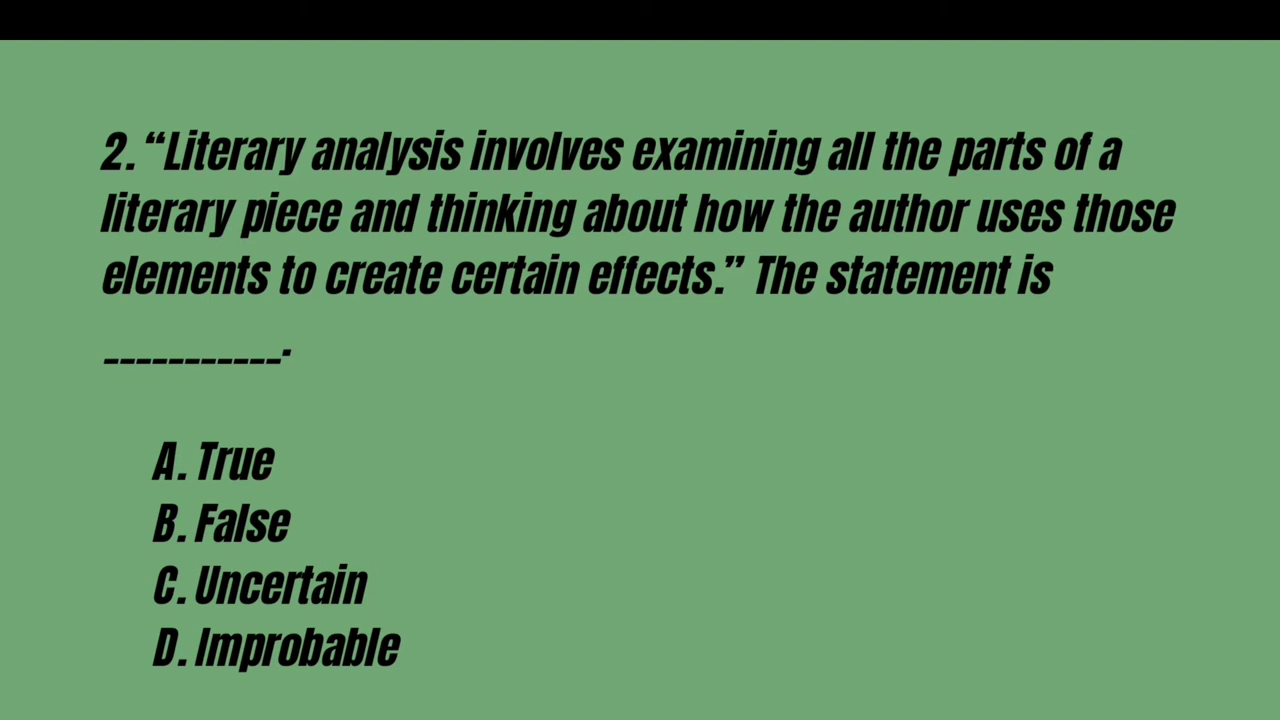 2. “Literary analysis involves examining all the parts of a
literary piece and thinking about how the author uses those
elements to create certain effects.” The statement is
___________.
A. True
B. False
C. Uncertain
D. Improbable